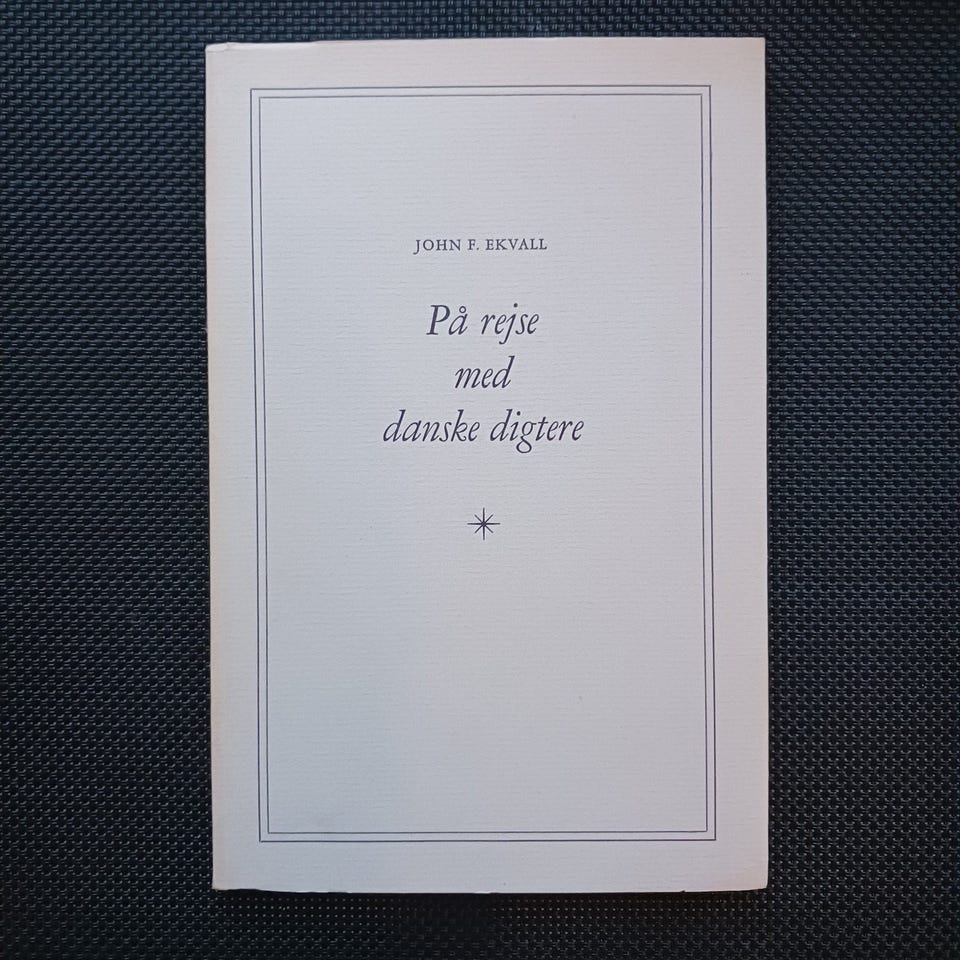 JOHN F. EKVALL
På rejse
med
danske digtere